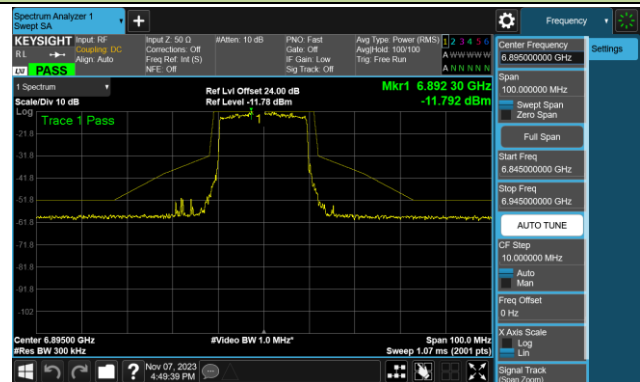 Spectrum Analyzer 1
Swept SA
Frequency
KEYSIGHT
RL
Input: RF
Coupling: DC
Align: Auto
Input Z: 50 Ω
Corrections: Off
Freq Ref: Int (S)
NFE: Off
#Atten: 10 dB
PNO: Fast
Gate: Off
IF Gain: Low
Sig Track: Off
Avg Type: Power (RMS)
Avg|Hold: 100/100
Trig: Free Run
1 2 3 4 5 6
A W W W W W
A N N N N N
LXI
PASS
1 Spectrum
Scale/Div 10 dB
Ref Lvl Offset 24.00 dB
Ref Level -11.78 dBm
Mkr1 6.892 30 GHz
-11.792 dBm
Log
Trace 1 Pass
1
-21.8
-31.8
-41.8
-51.8
-61.8
-71.8
-81.8
-91.8
-102
Center 6.89500 GHz
#Res BW 300 kHz
#Video BW 1.0 MHz*
Span 100.0 MHz
Sweep 1.07 ms (2001 pts)
Nov 07, 2023
4:49:39 PM
Center Frequency
6.895000000 GHz
Settings
Span
100.000000 MHz
Swept Span
Zero Span
Full Span
Start Freq
6.845000000 GHz
Stop Freq
6.945000000 GHz
AUTO TUNE
CF Step
10.000000 MHz
Auto
Man
Freq Offset
0 Hz
X Axis Scale
Log
Lin
Signal Track
(Span Zoom)